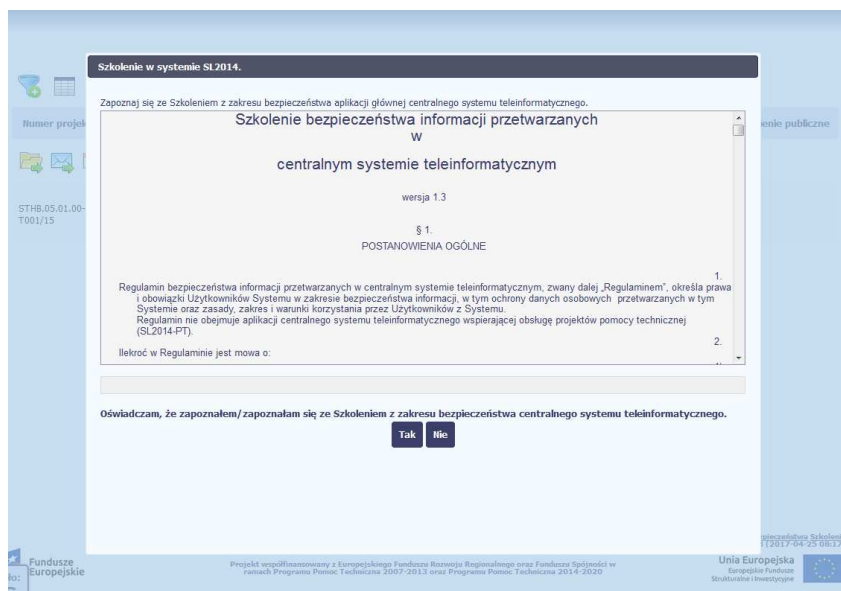 Szkolenie w systemie SL2014.
Zapoznaj się ze Szkoleniem z zakresu bezpieczeństwa aplikacji głównej centralnego systemu teleinformatycznego.
Numer projek
enie publiczne
Szkolenie bezpieczeństwa informacji przetwarzanych
w
centralnym systemie teleinformatycznym
wersja 1.3
STHB.05.01.00-
T001/15
§ 1.
POSTANOWIENIA OGÓLNE
1.
Regulamin bezpieczeństwa informacji przetwarzanych w centralnym systemie teleinformatycznym, zwany dalej „Regulaminem”, określa prawa
i obowiązki Użytkowników Systemu w zakresie bezpieczeństwa informacji, w tym ochrony danych osobowych przetwarzanych w tym
Systemie oraz zasady, zakres i warunki korzystania przez Użytkowników z Systemu.
Regulamin nie obejmuje aplikacji centralnego systemu teleinformatycznego wspierającej obsługę projektów pomocy technicznej
(SL2014-PT).
2.
Ilekroć w Regulaminie jest mowa o:
Oświadczam, że zapoznałem/zapoznałam się ze Szkoleniem z zakresu bezpieczeństwa centralnego systemu teleinformatycznego.
Tak Nie
Szkoleni
(2017-04-25 08:17
Fundusze
Europejskie
Projekt współfinansowany z Europejskiego Funduszu Rozwoju Regionalnego oraz Funduszu Spójności w
ramach Programu Pomoc Techniczna 2007-2013 oraz Programu Pomoc Techniczna 2014-2020
Unia Europejska
Europejskie Fundusze
Strukturalne i Inwestycyjne